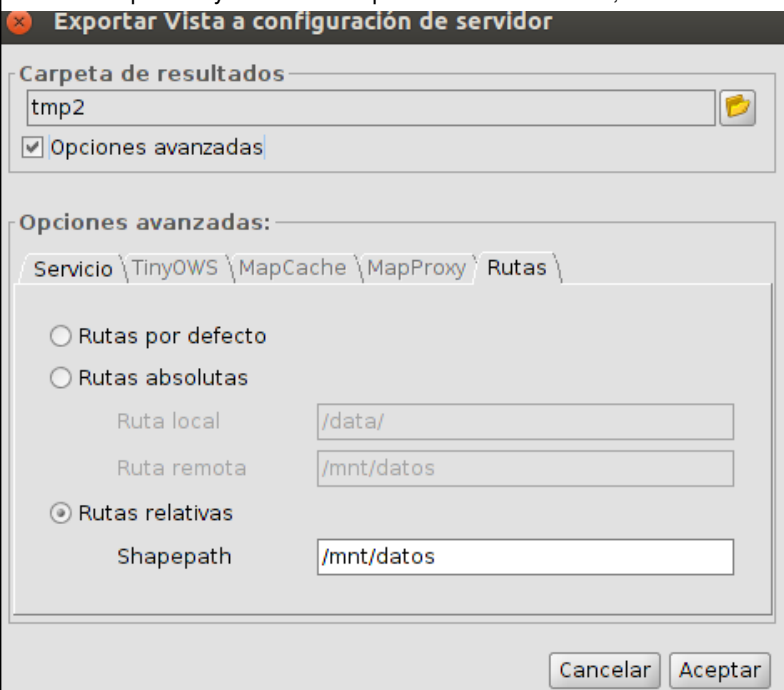 Exportar Vista a configuración de servidor
Carpeta de resultados
tmp2
Opciones avanzadas
Opciones avanzadas:
Servicio TinyOWS MapCache MapProxy Rutas
Rutas por defecto
Rutas absolutas
Ruta local /data/
Ruta remota /mnt/datos
Rutas relativas
Shapepath /mnt/datos
Cancelar Aceptar